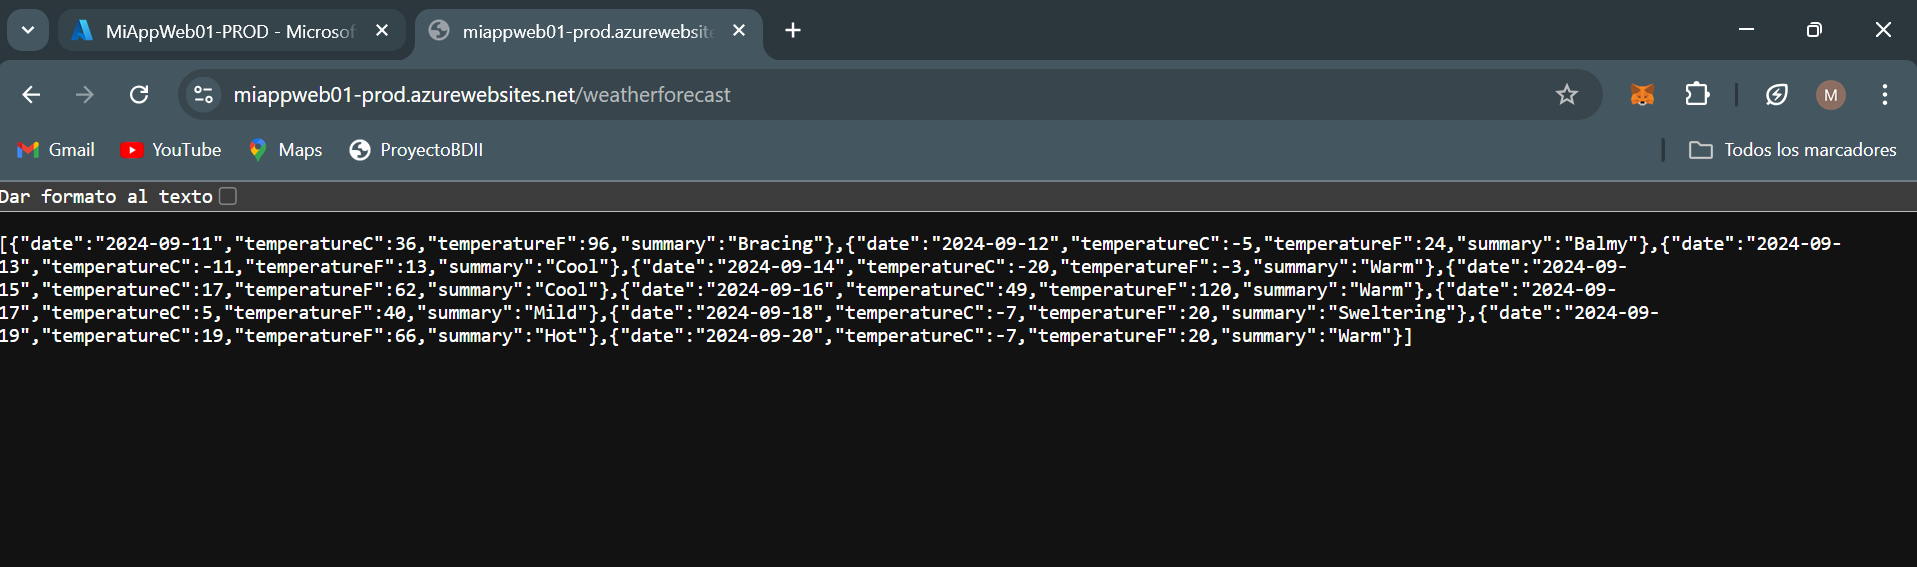 MiAppWeb01-PROD - Microsof
miappweb01-prod.azurewebsite
miappweb01-prod.azurewebsites.net/weatherforecast
M
Gmail
YouTube
Maps
ProyectoBDII
Todos los marcadores
Dar formato al texto
[{"date":"2024-09-11","temperatureC":36,"temperatureF":96,"summary":"Bracing"},{"date":"2024-09-12","temperatureC":-5,"temperatureF":24,"summary":"Balmy"},{"date":"2024-09-
13","temperatureC":-11,"temperatureF":13,"summary":"Cool"},{"date":"2024-09-14","temperatureC":-20,"temperatureF":-3,"summary":"Warm"},{"date":"2024-09-
15","temperatureC":17,"temperatureF":62,"summary":"Cool"},{"date":"2024-09-16","temperatureC":49,"temperatureF":120,"summary":"Warm"},{"date":"2024-09-
17","temperatureC":5,"temperatureF":40,"summary":"Mild"},{"date":"2024-09-18","temperatureC":-7,"temperatureF":20,"summary":"Sweltering"},{"date":"2024-09-
19","temperatureC":19,"temperatureF":66,"summary":"Hot"},{"date":"2024-09-20","temperatureC":-7,"temperatureF":20,"summary":"Warm"}]